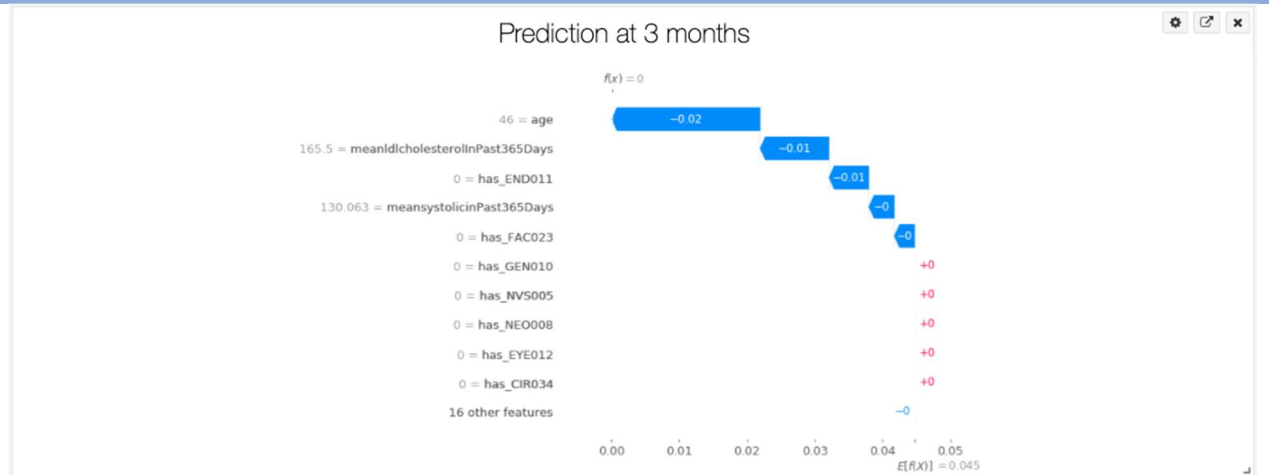 Prediction at 3 months
f(x) = 0
46 = age
−0.02
165.5 = meanldlcholesterolInPast365Days
−0.01
0 = has_END011
−0.01
130.063 = meansystolicinPast365Days
−0
0 = has_FAC023
−0
0 = has_GEN010
+0
0 = has_NVS005
+0
0 = has_NEO008
+0
0 = has_EYE012
+0
0 = has_CIR034
+0
16 other features
−0
0.00 0.01 0.02 0.03 0.04 0.05
E[f(X)] = 0.045